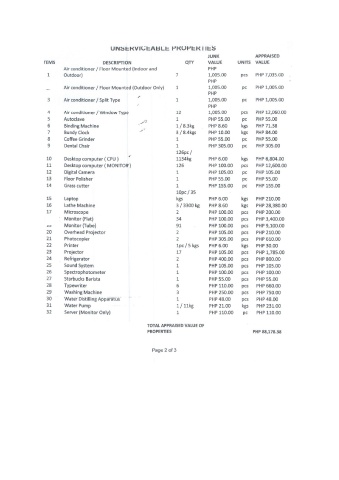 UNSERVICEABLE PROPERTIES
ITEMS DESCRIPTION QTY JUNK VALUE UNITS APPRAISED VALUE
1 Air conditioner / Floor Mounted (Indoor and Outdoor) 7 PHP 1,005.00 pcs PHP 7,035.00
Air conditioner / Floor Mounted (Outdoor) 1 PHP 1,005.00 pc PHP 1,005.00
3 Air conditioner / Split Type 1 PHP 1,005.00 pc PHP 1,005.00
4 Air conditioner / Window Type PHP 1,005.00 pcs
5 Autoclave 1 PHP 55.00 pc PHP 55.00
6 Binding Machine 1 / 8.3kg PHP 8.60 kgs PHP 71.38
7 Bundy Clock 4 / 8.4kgs PHP 10.00 kgs PHP 84.00
8 Coffee Grinder 1 PHP 55.00 pc PHP 55.00
9 Dental Chair 1 PHP 305.00 pc PHP 305.00
10 Desktop computer ( CPU ) 126pc / 1134kg PHP 6.00 kgs PHP 6,804.00
11 Desktop computer ( MONITOR ) 126 PHP 100.00 pcs PHP 12,600.00
12 Digital Camera 1 PHP 105.00 pc PHP 105.00
13 Floor Polisher 1 PHP 55.00 pc PHP 55.00
14 Grass cutter 1 PHP 155.00 pc PHP 155.00
15 Laptop 10pc / 35 kgs PHP 6.00 kgs PHP 210.00
16 Lathe Machine 3 / 3300 kg PHP 8.60 kgs PHP 28,380.00
17 Microscope 2 PHP 100.00 pcs PHP 200.00
Monitor (Flat) 34 PHP 100.00 pcs PHP 3,400.00
Monitor (Tube) 91 PHP 100.00 pcs PHP 9,100.00
20 Overhead Projector 2 PHP 105.00 pcs PHP 210.00
21 Photocopier 2 PHP 305.00 pcs PHP 610.00
22 Printer 1pc / 5 kgs PHP 6.00 kgs PHP 30.00
23 Projector PHP 105.00 pcs PHP 1,785.00
24 Refrigerator 2 PHP 400.00 pcs PHP 800.00
25 Sound System 1 PHP 105.00 pcs PHP 105.00
26 Spectrophotometer 1 PHP 100.00 pcs PHP 100.00
27 Starbucks Barista 1 PHP 55.00 pcs PHP 55.00
28 Typewriter 6 PHP 110.00 pcs PHP 660.00
29 Washing Machine 3 PHP 250.00 pcs PHP 750.00
30 Water Distilling Apparatus 1 PHP 48.00 pcs PHP 48.00
31 Water Pump 1 / 11kg PHP 21.00 kgs PHP 231.00
32 Server (Monitor Only) 1 PHP 110.00 pc PHP 110.00
TOTAL APPRAISED VALUE OF
PROPERTIES PHP 88,178.38
Page 2 of 3